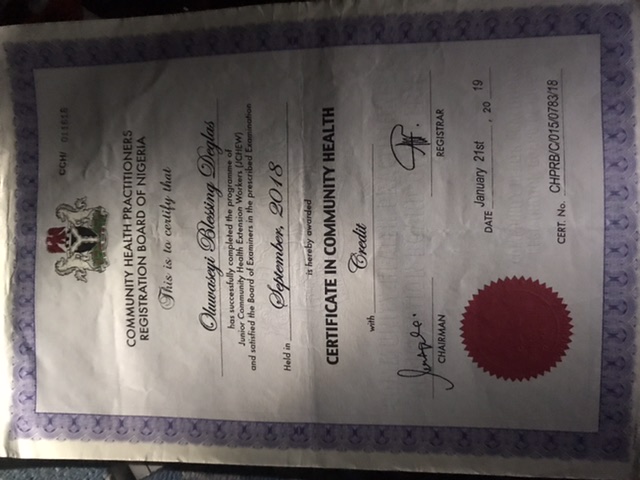 CCH/ 015615
COMMUNITY HEALTH PRACTITIONERS
REGISTRATION BOARD OF NIGERIA
This is to certify that
Oluwaseyi Blessing Douglas
has successfully completed the programme of
Junior Community Health Extension Workers (JCHEW)
and satisfied the Board of Examiners in the prescribed Examination
Held in September, 2018
is hereby awarded
CERTIFICATE IN COMMUNITY HEALTH
with Credit
CHAIRMAN REGISTRAR
DATE January 21st, 20 19
CERT. No. CHPRB/C/015/0783/18